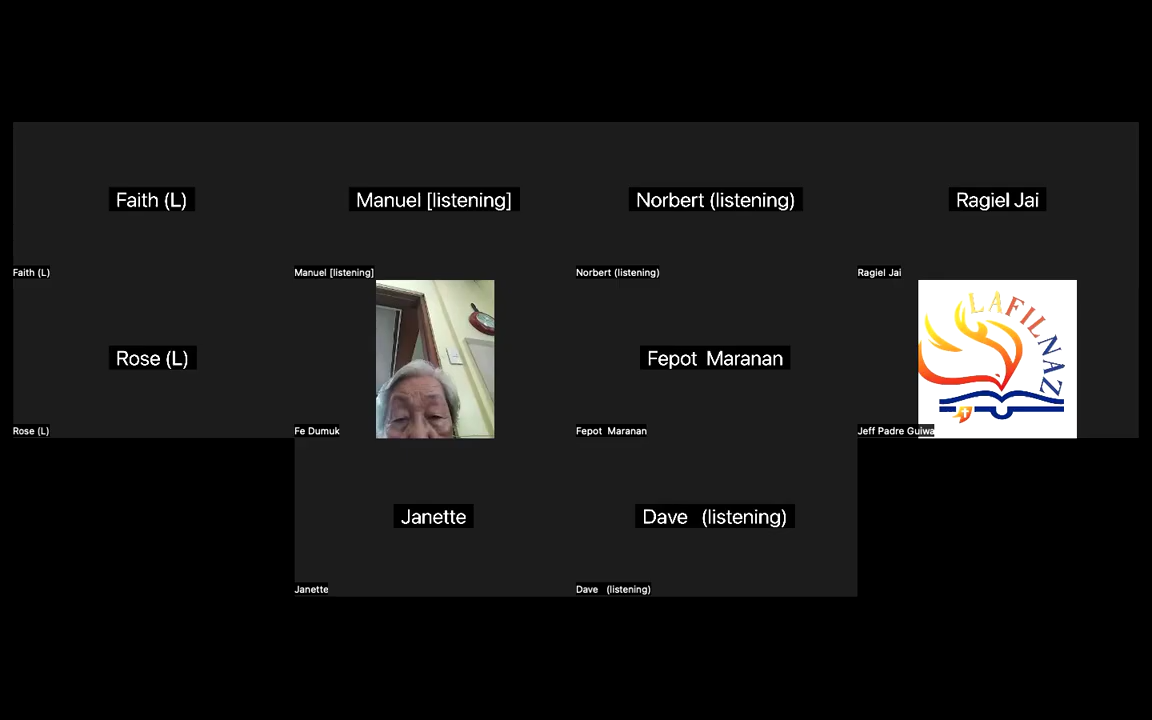 Faith (L)
Manuel [listening]
Norbert (listening)
Ragiel Jai
Faith (L)
Manuel [listening]
Norbert (listening)
Ragiel Jai
Rose (L)
Fepot Maranan
LAFILNAZ
Rose (L)
Fe Dumuk
Fepot Maranan
Jeff Padre Guiwa
Janette
Dave (listening)
Janette
Dave (listening)